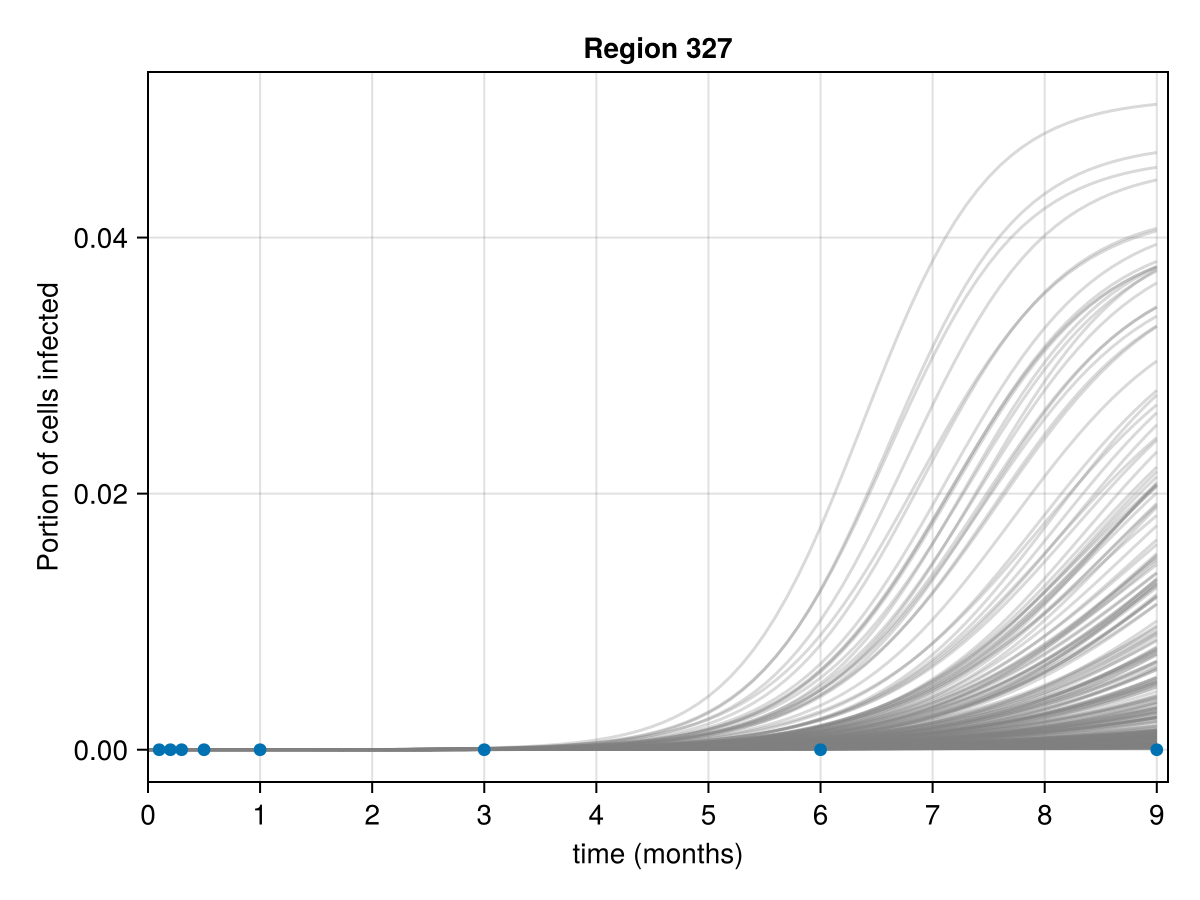 Region 327
Portion of cells infected
0.04
0.02
0.00
0 1 2 3 4 5 6 7 8 9
time (months)